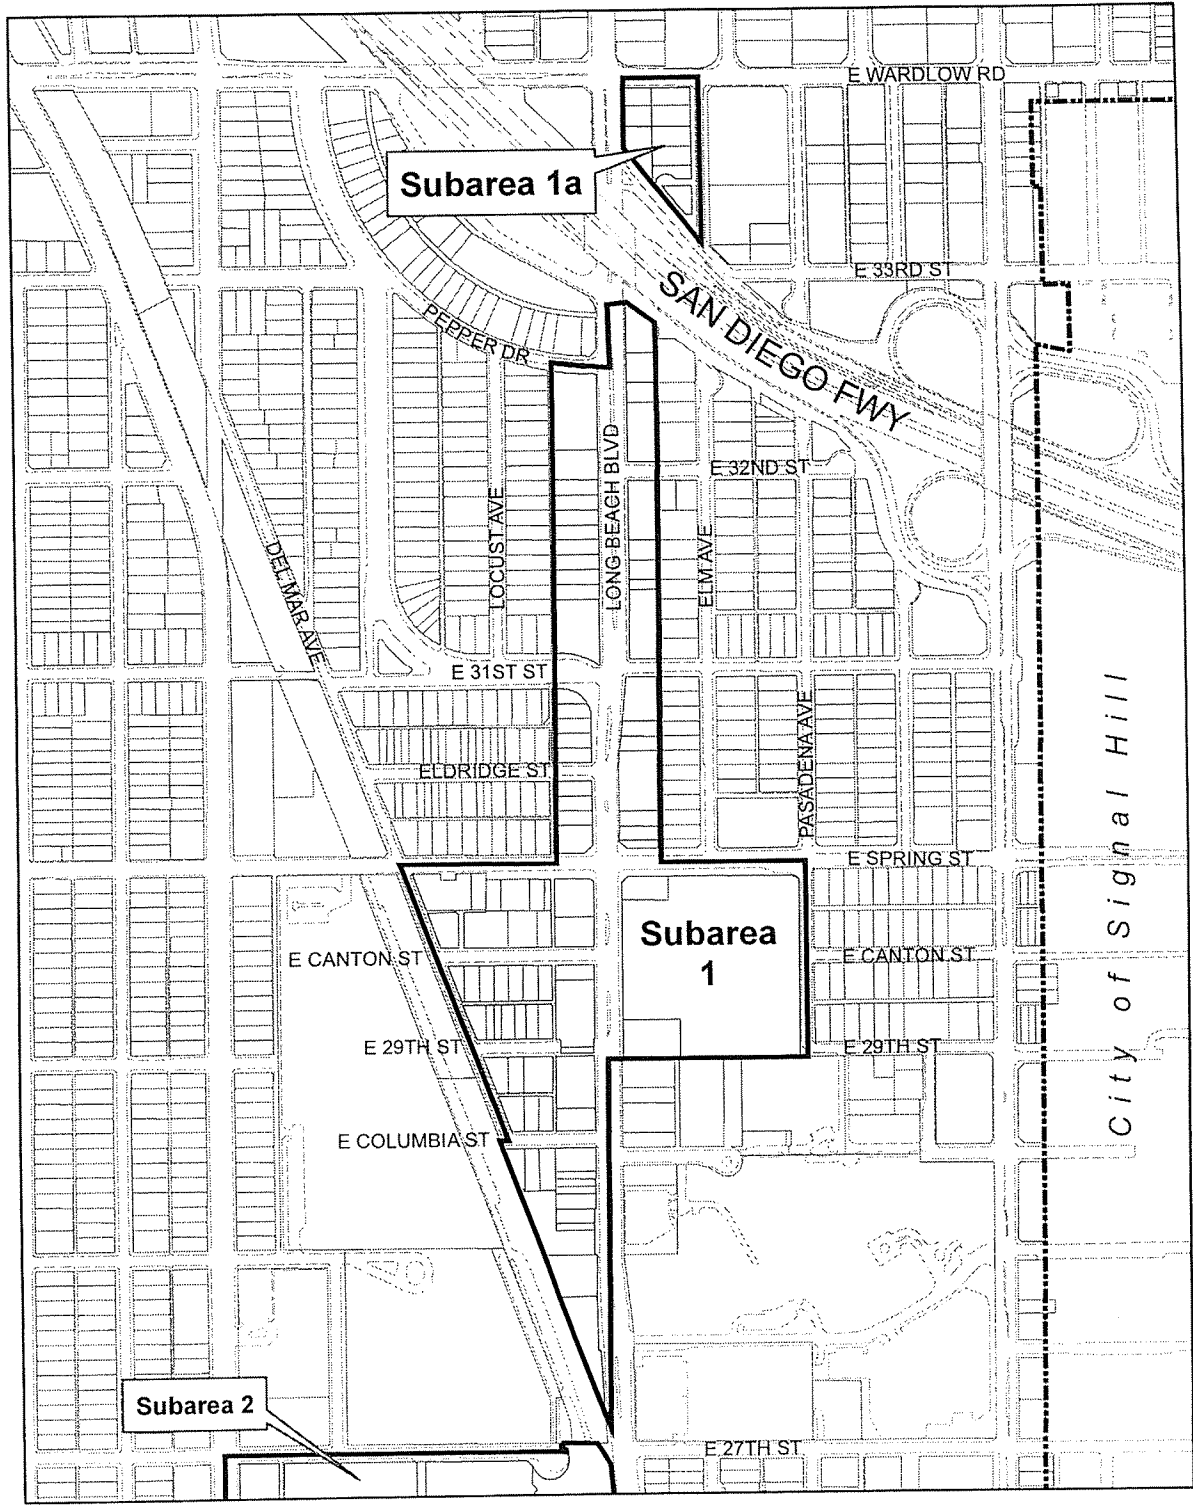 E WARDLOW RD
Subarea 1a
E 33RD ST
SAN DIEGO FWY
PEPPER DR
E 32ND ST
LONG BEACH BLVD
LOCUST AVE
ELM AVE
DEL MAR AVE
E 31ST ST
PASADENA AVE
ELDRIDGE ST
E SPRING ST
City of Signal Hill
Subarea
1
E CANTON ST
E CANTON ST
E 29TH ST
E 29TH ST
E COLUMBIA ST
Subarea 2
E 27TH ST